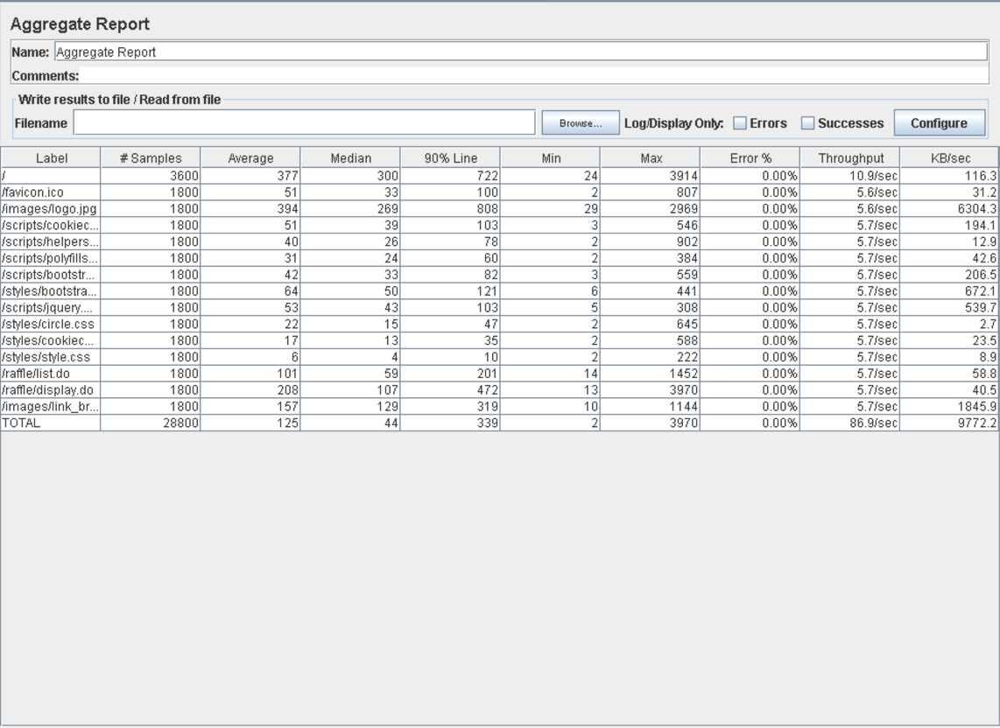 Aggregate Report
Name: Aggregate Report
Comments:
Write results to file / Read from file
Filename Browse... Log/Display Only: Errors Successes Configure
Label # Samples Average Median 90% Line Min Max Error % Throughput KB/sec
/ 3600 377 300 722 24 3914 0.00% 10.9/sec 116.3
/favicon.ico 1800 51 33 100 2 807 0.00% 5.6/sec 31.2
/images/logo.jpg 1800 394 269 808 29 2969 0.00% 5.6/sec 6304.3
/scripts/cookiec... 1800 51 39 103 3 546 0.00% 5.7/sec 194.1
/scripts/helpers... 1800 40 26 78 2 902 0.00% 5.7/sec 12.9
/scripts/polyfills... 1800 31 24 60 2 384 0.00% 5.7/sec 42.6
/scripts/bootstr... 1800 42 33 82 3 559 0.00% 5.7/sec 206.5
/styles/bootstra... 1800 64 50 121 6 441 0.00% 5.7/sec 672.1
/scripts/jquery.... 1800 53 43 103 5 308 0.00% 5.7/sec 539.7
/styles/circle.css 1800 22 15 47 2 645 0.00% 5.7/sec 2.7
/styles/cookiec... 1800 17 13 35 2 588 0.00% 5.7/sec 23.5
/styles/style.css 1800 6 4 10 2 222 0.00% 5.7/sec 8.9
/raffle/list.do 1800 101 59 201 14 1452 0.00% 5.7/sec 58.8
/raffle/display.do 1800 208 107 472 13 3970 0.00% 5.7/sec 40.5
/images/link_br... 1800 157 129 319 10 1144 0.00% 5.7/sec 1845.9
TOTAL 28800 125 44 339 2 3970 0.00% 86.9/sec 9772.2